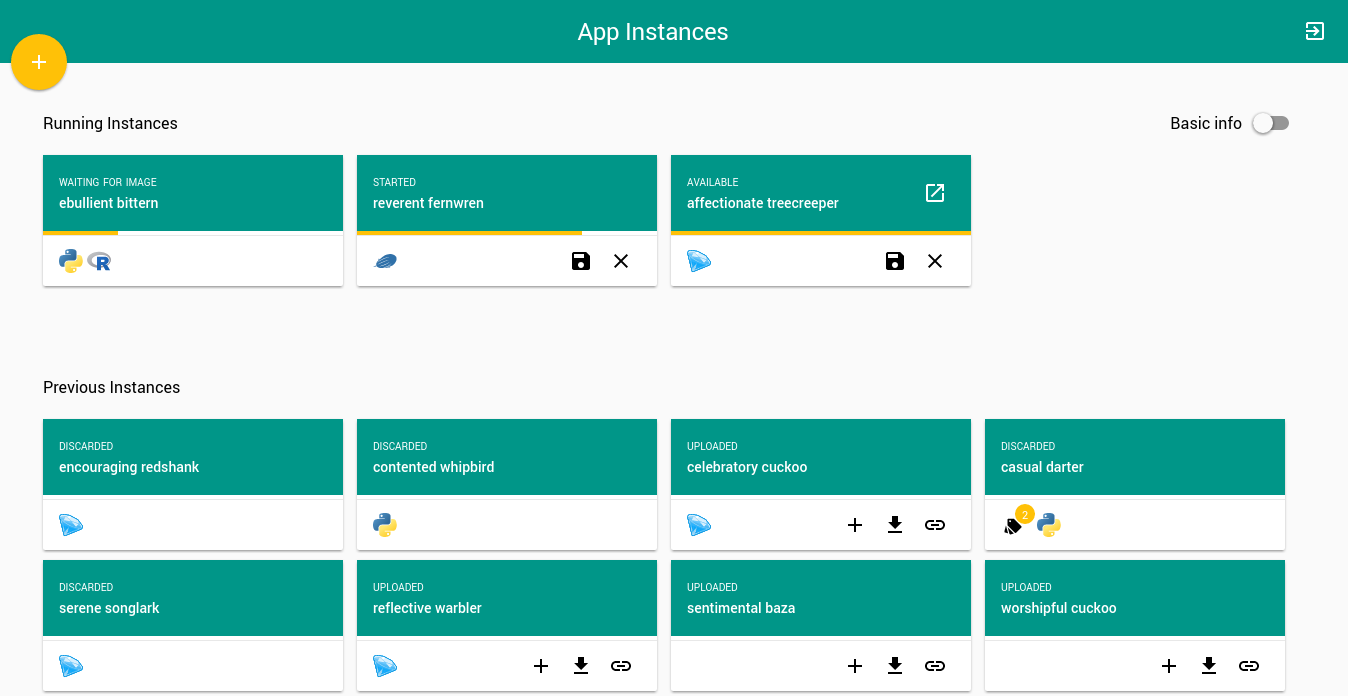 App Instances
Running Instances
Basic info
WAITING FOR IMAGE
ebullient bittern
STARTED
reverent fernwren
AVAILABLE
affectionate treecreeper
R
Previous Instances
DISCARDED
encouraging redshank
DISCARDED
contented whipbird
UPLOADED
celebratory cuckoo
DISCARDED
casual darter
2
DISCARDED
serene songlark
UPLOADED
reflective warbler
UPLOADED
sentimental baza
UPLOADED
worshipful cuckoo